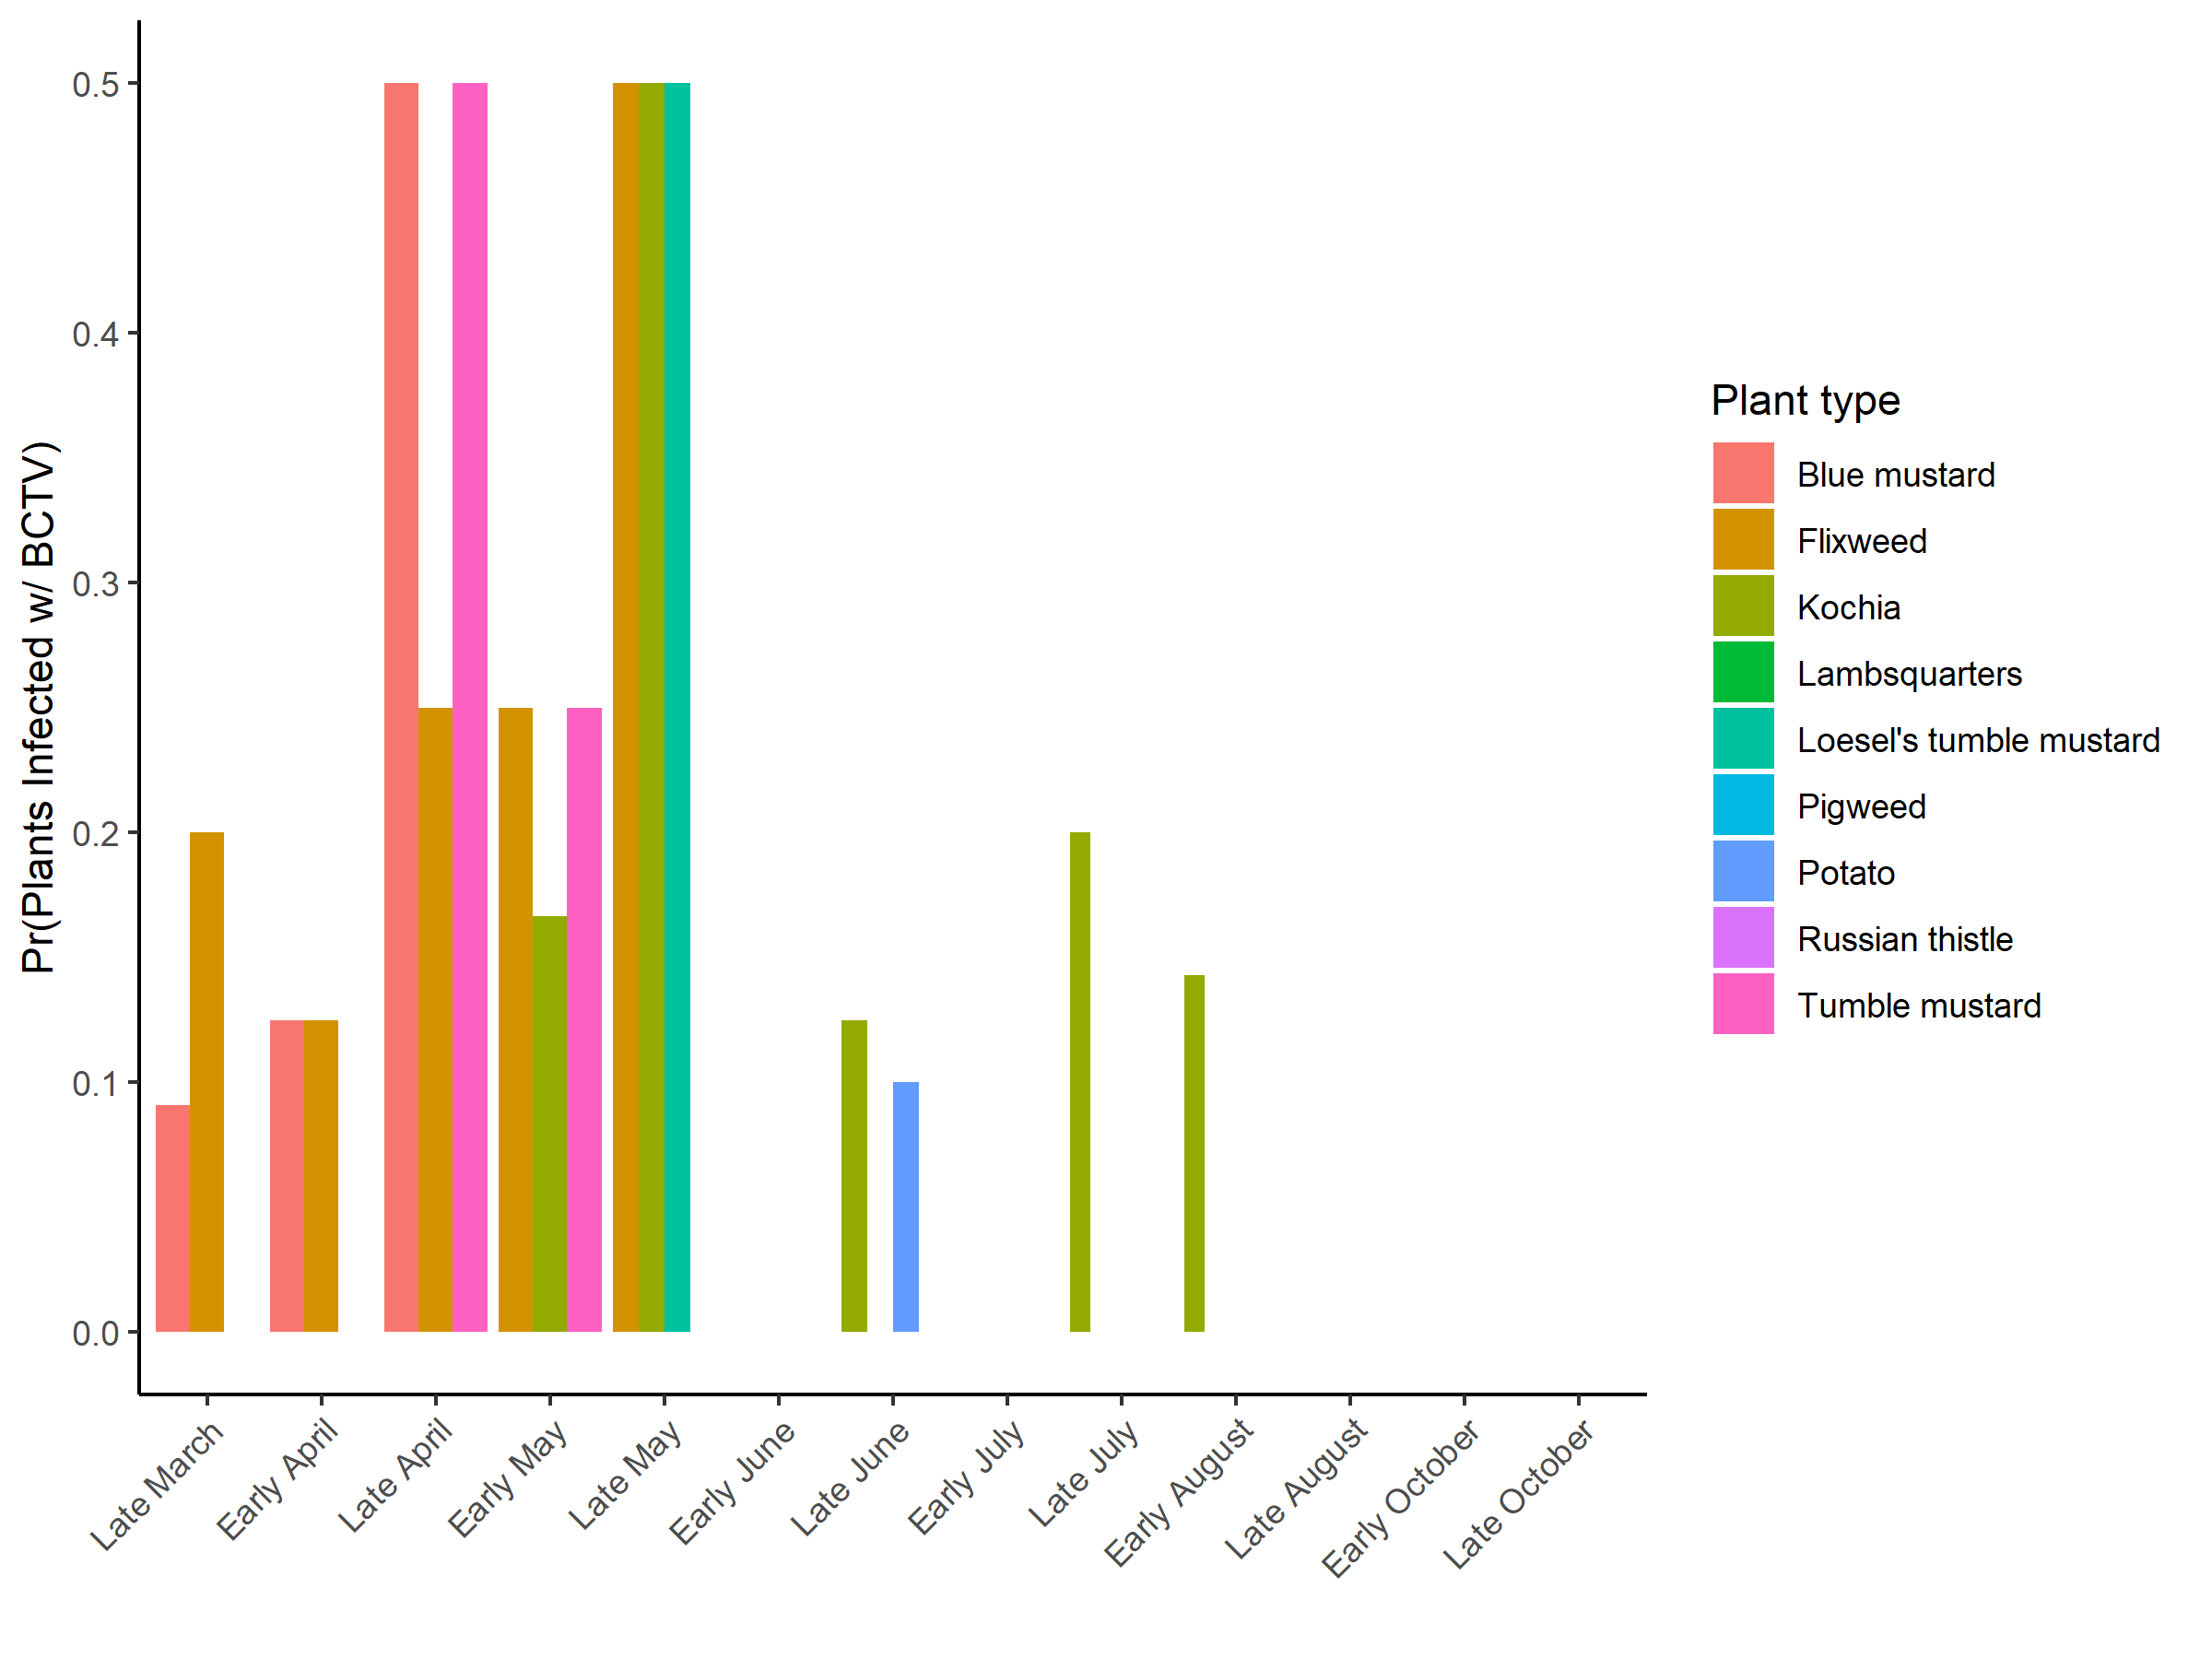 Pr(Plants Infected w/ BCTV)
0.5
0.4
0.3
0.2
0.1
0.0
Late March
Early April
Late April
Early May
Late May
Early June
Late June
Early July
Late July
Early August
Late August
Early October
Late October
Plant type
Blue mustard
Flixweed
Kochia
Lambsquarters
Loesel's tumble mustard
Pigweed
Potato
Russian thistle
Tumble mustard